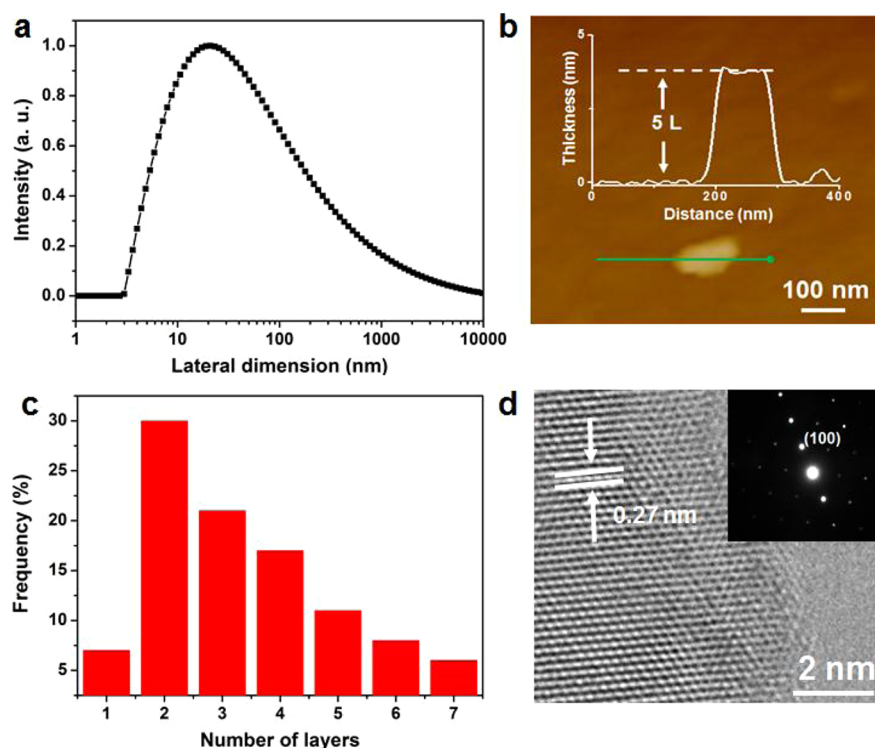 a
Intensity (a. u.)
1.0
0.8
0.6
0.4
0.2
0.0
1 10 100 1000 10000
Lateral dimension (nm)
b
Thickness (nm)
5
0
5 L
0 200 400
Distance (nm)
100 nm
c
Frequency (%)
30
25
20
15
10
5
1 2 3 4 5 6 7
Number of layers
d
(100)
0.27 nm
2 nm